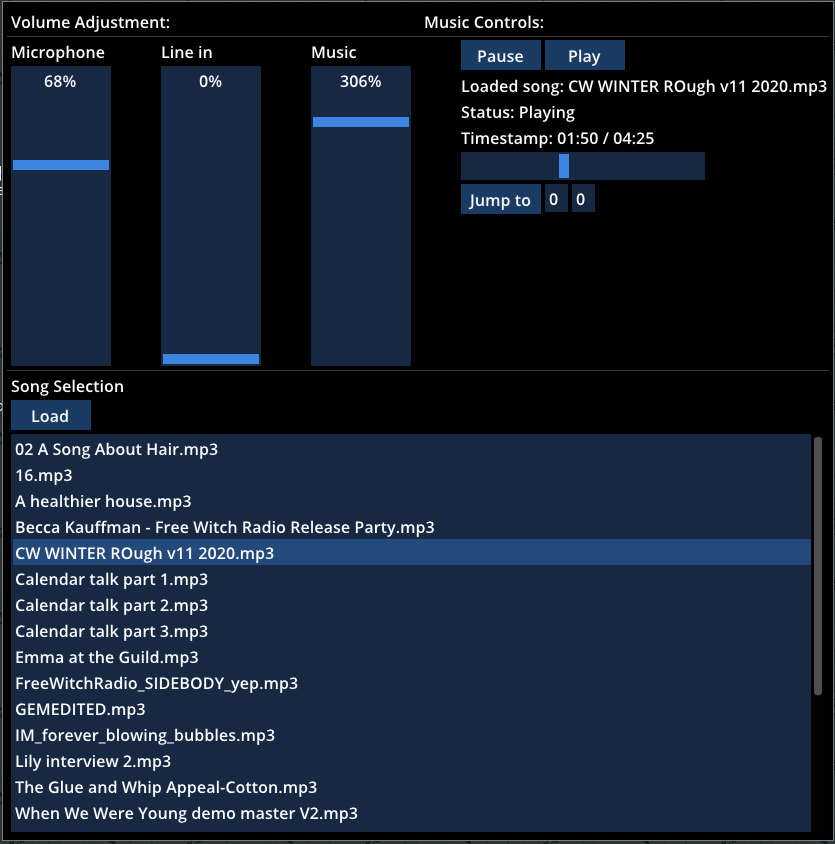 Volume Adjustment:
Music Controls:
Microphone
Line in
Music
68%
0%
306%
Pause
Play
Loaded song: CW WINTER ROugh v11 2020.mp3
Status: Playing
Timestamp: 01:50 / 04:25
Jump to
0
0
Song Selection
Load
02 A Song About Hair.mp3
16.mp3
A healthier house.mp3
Becca Kauffman - Free Witch Radio Release Party.mp3
CW WINTER ROugh v11 2020.mp3
Calendar talk part 1.mp3
Calendar talk part 2.mp3
Calendar talk part 3.mp3
Emma at the Guild.mp3
FreeWitchRadio_SIDEBODY_yep.mp3
GEMEDITED.mp3
IM_forever_blowing_bubbles.mp3
Lily interview 2.mp3
The Glue and Whip Appeal-Cotton.mp3
When We Were Young demo master V2.mp3